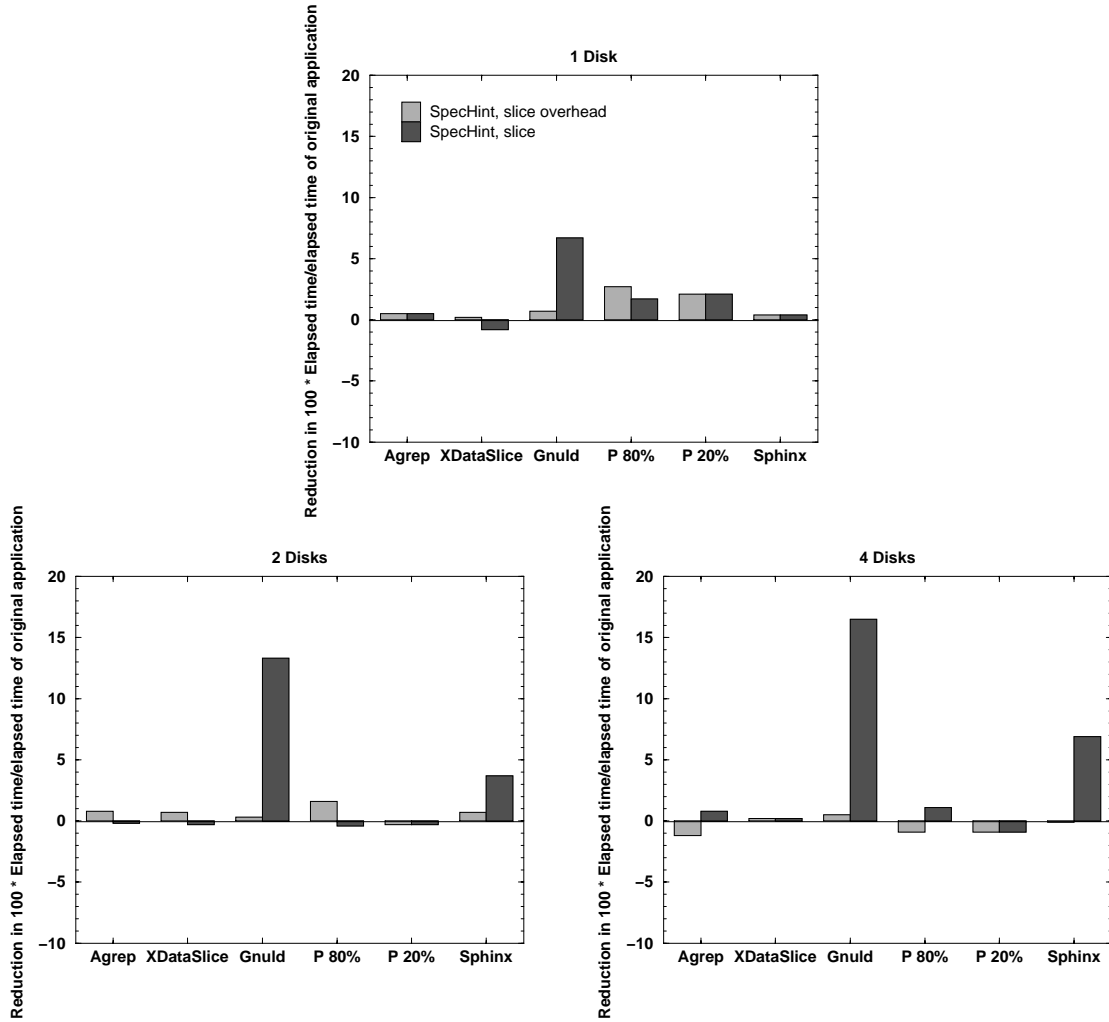 1 Disk
Reduction in 100 * Elapsed time/elapsed time of original application
20
15
10
5
0
−5
−10
SpecHint, slice overhead
SpecHint, slice
Agrep XDataSlice Gnuld P 80% P 20% Sphinx
2 Disks
Reduction in 100 * Elapsed time/elapsed time of original application
20
15
10
5
0
−5
−10
Agrep XDataSlice Gnuld P 80% P 20% Sphinx
4 Disks
Reduction in 100 * Elapsed time/elapsed time of original application
20
15
10
5
0
−5
−10
Agrep XDataSlice Gnuld P 80% P 20% Sphinx